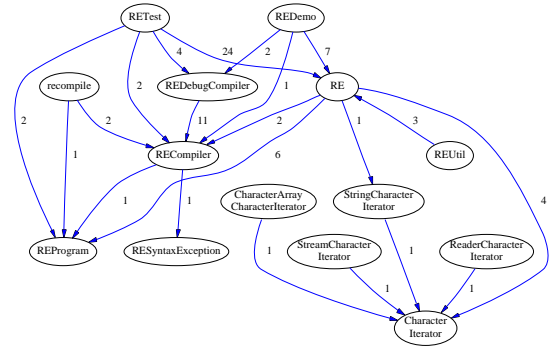 RETest
REDemo
4
24
2
7
recompile
REDebugCompiler
RE
2
2
1
2
11
2
1
3
RECompiler
REUtil
1
6
1
1
CharacterArray
CharacterIterator
StringCharacter
Iterator
4
REProgram
RESyntaxException
StreamCharacter
Iterator
ReaderCharacter
Iterator
1
1
1
1
Character
Iterator